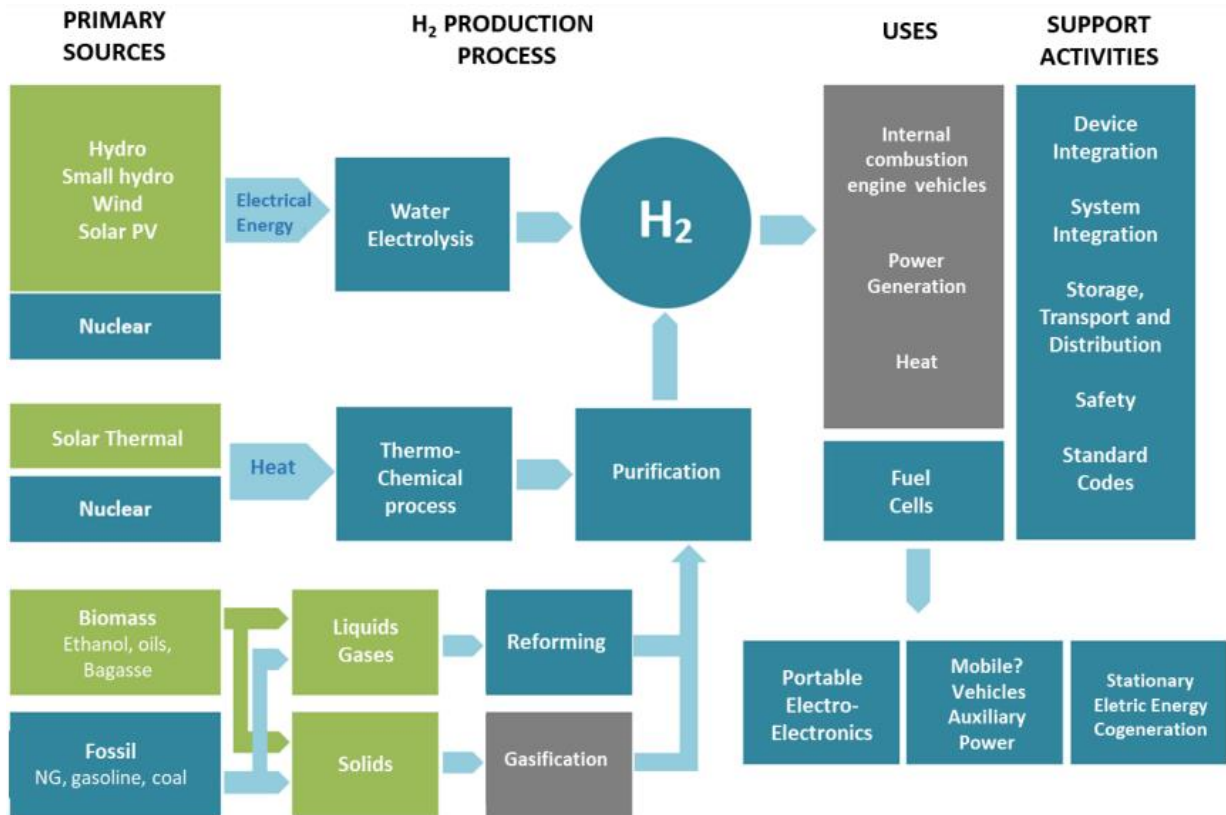 PRIMARY
SOURCES
H₂ PRODUCTION
PROCESS
USES
SUPPORT
ACTIVITIES
Hydro
Small hydro
Wind
Solar PV
Nuclear
Electrical
Energy
Water
Electrolysis
H₂
Internal
combustion
engine vehicles
Power
Generation
Heat
Device
Integration
System
Integration
Storage,
Transport and
Distribution
Safety
Standard
Codes
Solar Thermal
Nuclear
Heat
Thermo-
Chemical
process
Purification
Fuel
Cells
Biomass
Ethanol, oils,
Bagasse
Liquids
Gases
Reforming
Fossil
NG, gasoline, coal
Solids
Gasification
Portable
Electro-
Electronics
Mobile?
Vehicles
Auxiliary
Power
Stationary
Eletric Energy
Cogeneration